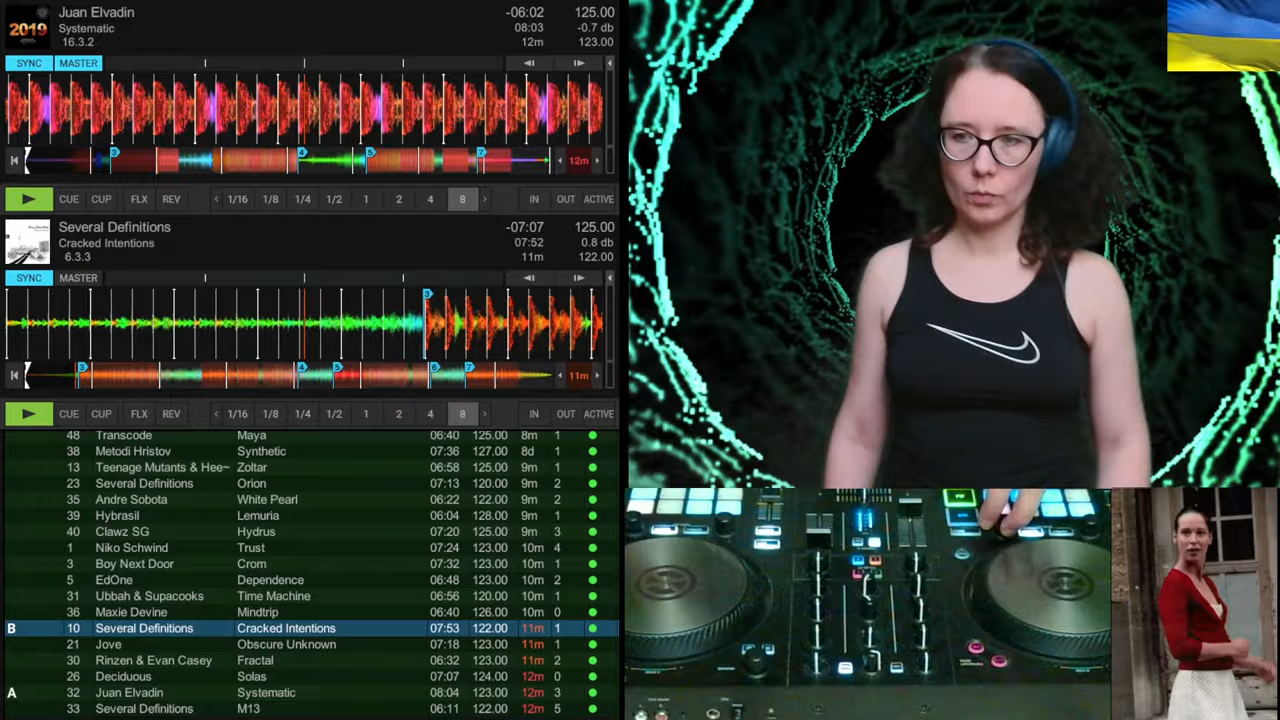 2019
Juan Elvadin
-06:02
125.00
Systematic
08:03
-0.7 db
16.3.2
12m
123.00
SYNC
MASTER
3
4
5
7
12m
CUE CUP FLX REV 1/16 1/8 1/4 1/2 1 2 4 8 IN OUT ACTIVE
Several Definitions
-07:07
125.00
Cracked Intentions
07:52
0.8 db
6.3.3
11m
122.00
SYNC
MASTER
3
3
4
5
6
7
11m
CUE CUP FLX REV 1/16 1/8 1/4 1/2 1 2 4 8 IN OUT ACTIVE
48 Transcode Maya 06:40 125.00 8m 1
38 Metodi Hristov Synthetic 07:36 127.00 8d 1
13 Teenage Mutants & Hee~ Zoltar 06:58 125.00 9m 1
23 Several Definitions Orion 07:13 120.00 9m 2
35 Andre Sobota White Pearl 06:22 122.00 9m 2
39 Hybrasil Lemuria 06:04 128.00 9m 1
40 Clawz SG Hydrus 07:20 125.00 9m 3
1 Niko Schwind Trust 07:24 123.00 10m 4
3 Boy Next Door Crom 07:32 123.00 10m 1
5 EdOne Dependence 06:48 123.00 10m 2
31 Ubbah & Supacooks Time Machine 06:56 120.00 10m 1
36 Maxie Devine Mindtrip 06:40 126.00 10m 0
B 10 Several Definitions Cracked Intentions 07:53 122.00 11m 1
21 Jove Obscure Unknown 07:18 123.00 11m 1
30 Rinzen & Evan Casey Fractal 06:32 123.00 11m 2
26 Deciduous Solas 07:07 124.00 12m 0
A 32 Juan Elvadin Systematic 08:04 123.00 12m 3
33 Several Definitions M13 06:11 122.00 12m 5